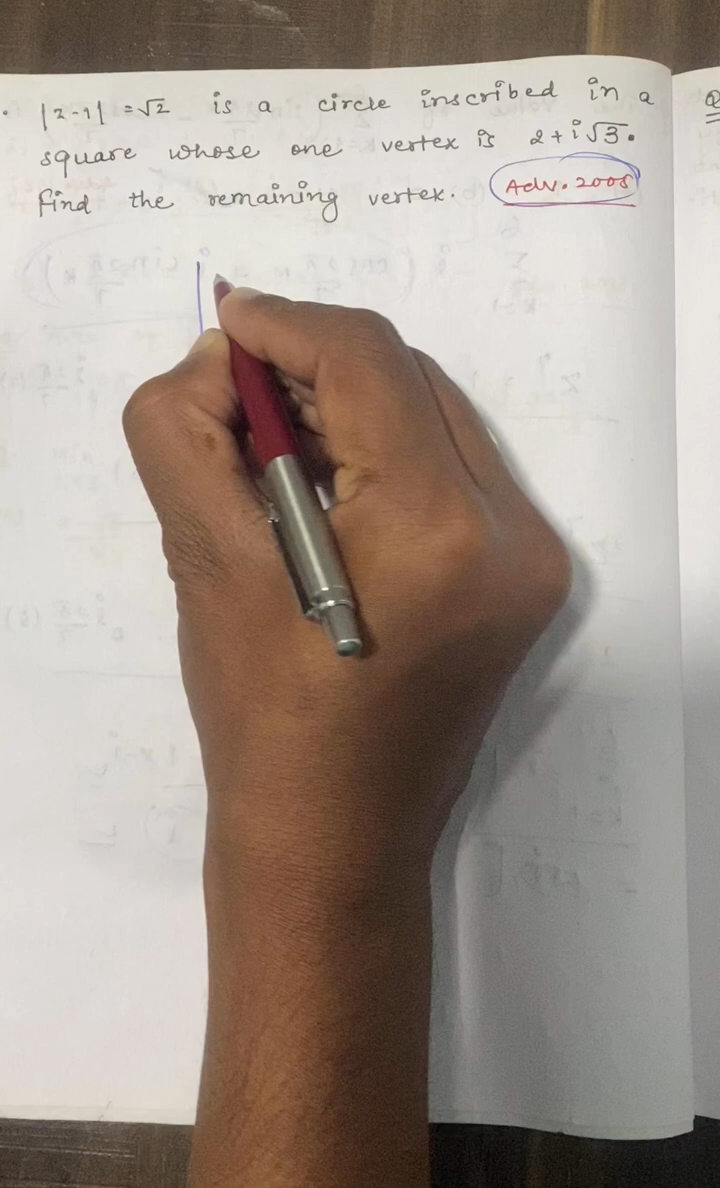 |z-1| = √2 is a circle inscribed in a
square whose one vertex is 2 + i√3.
Find the remaining vertex. Adv. 2005